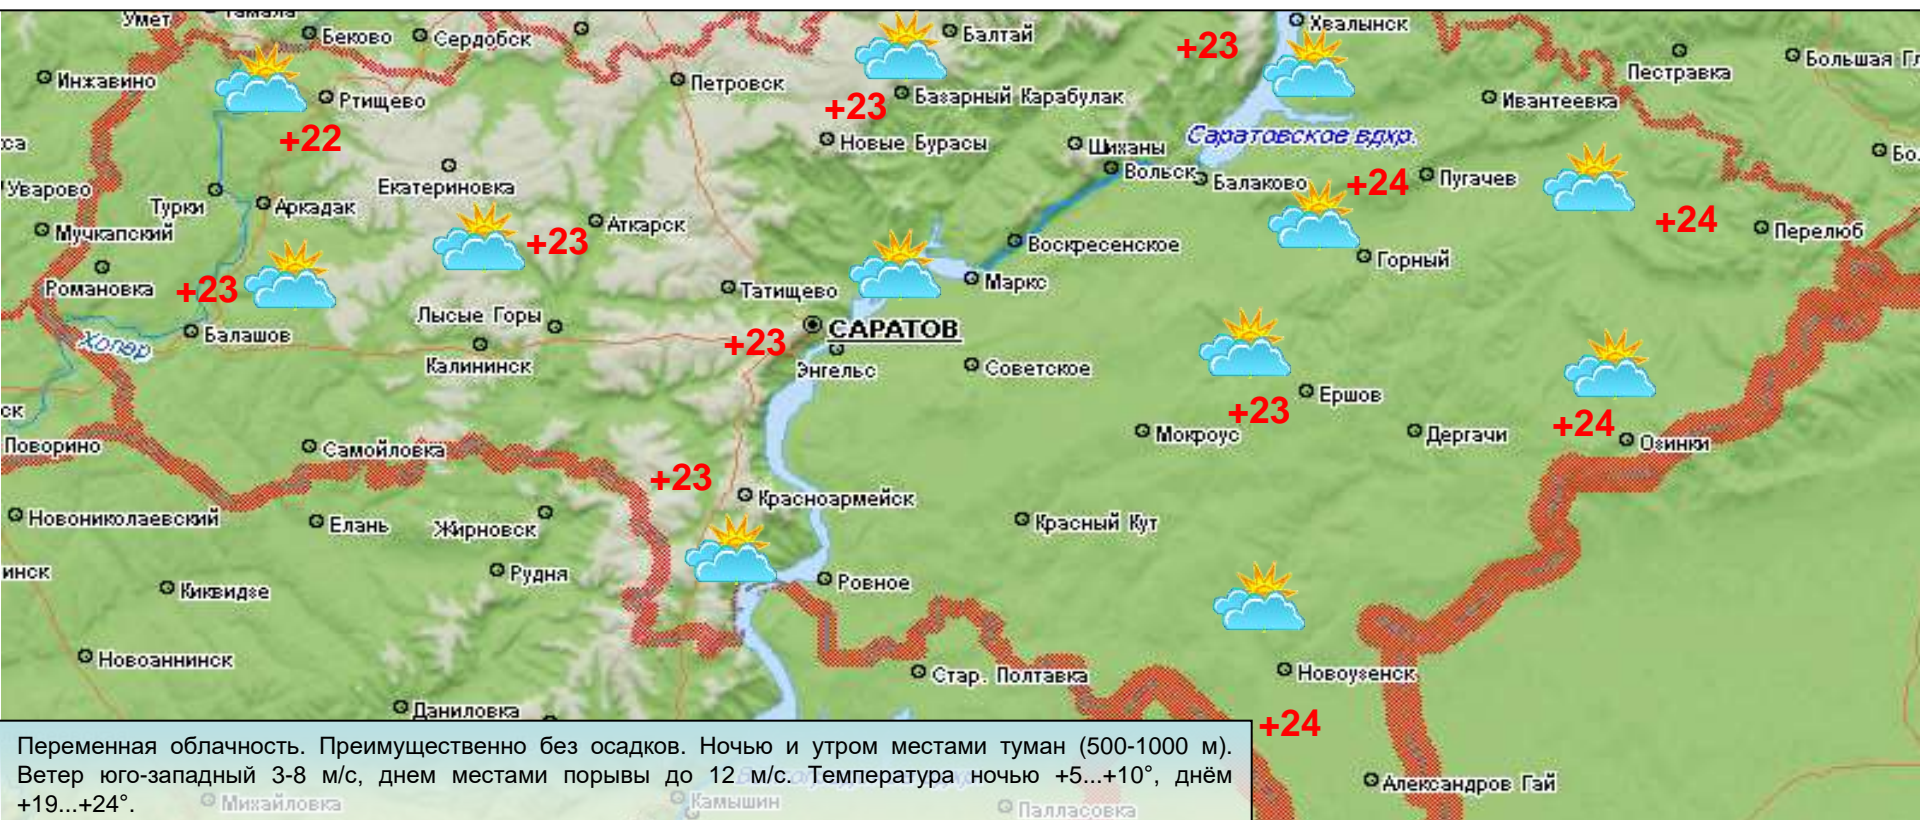 Умет
Тамала
Беково
Сердобск
Балтай
+23
Хвалынск
Пестравка
Большая Гл
Инжавино
Ртищево
Петровск
+23
Базарный Карабулак
Ивантеевка
+22
Новые Бурасы
Шиханы
Саратовское вдхр.
са
Уварово
Екатериновка
Вольск
Балаково
+24
Пугачев
Бо
Турки
Аркадак
Аткарск
+24
Перелюб
Мучкапский
+23
Воскресенское
Горный
Романовка
+23
Татищево
Маркс
Лысые Горы
САРАТОВ
Хопер
Балашов
+23
Калининск
Энгельс
Советское
Ершов
ск
+23
+24
Поворино
Самойловка
Мокроус
Дергачи
Озинки
+23
Красноармейск
Новониколаевский
Елань
Жирновск
Красный Кут
инск
Рудня
Ровное
Киквидзе
Новоаннинск
Стар. Полтавка
Новоузенск
Даниловка
+24
Переменная облачность. Преимущественно без осадков. Ночью и утром местами туман (500-1000 м).
Ветер юго-западный 3-8 м/с, днем местами порывы до 12 м/с. Температура ночью +5...+10°, днём
+19...+24°.
Александров Гай
Михайловка
Камышин
Палласовка